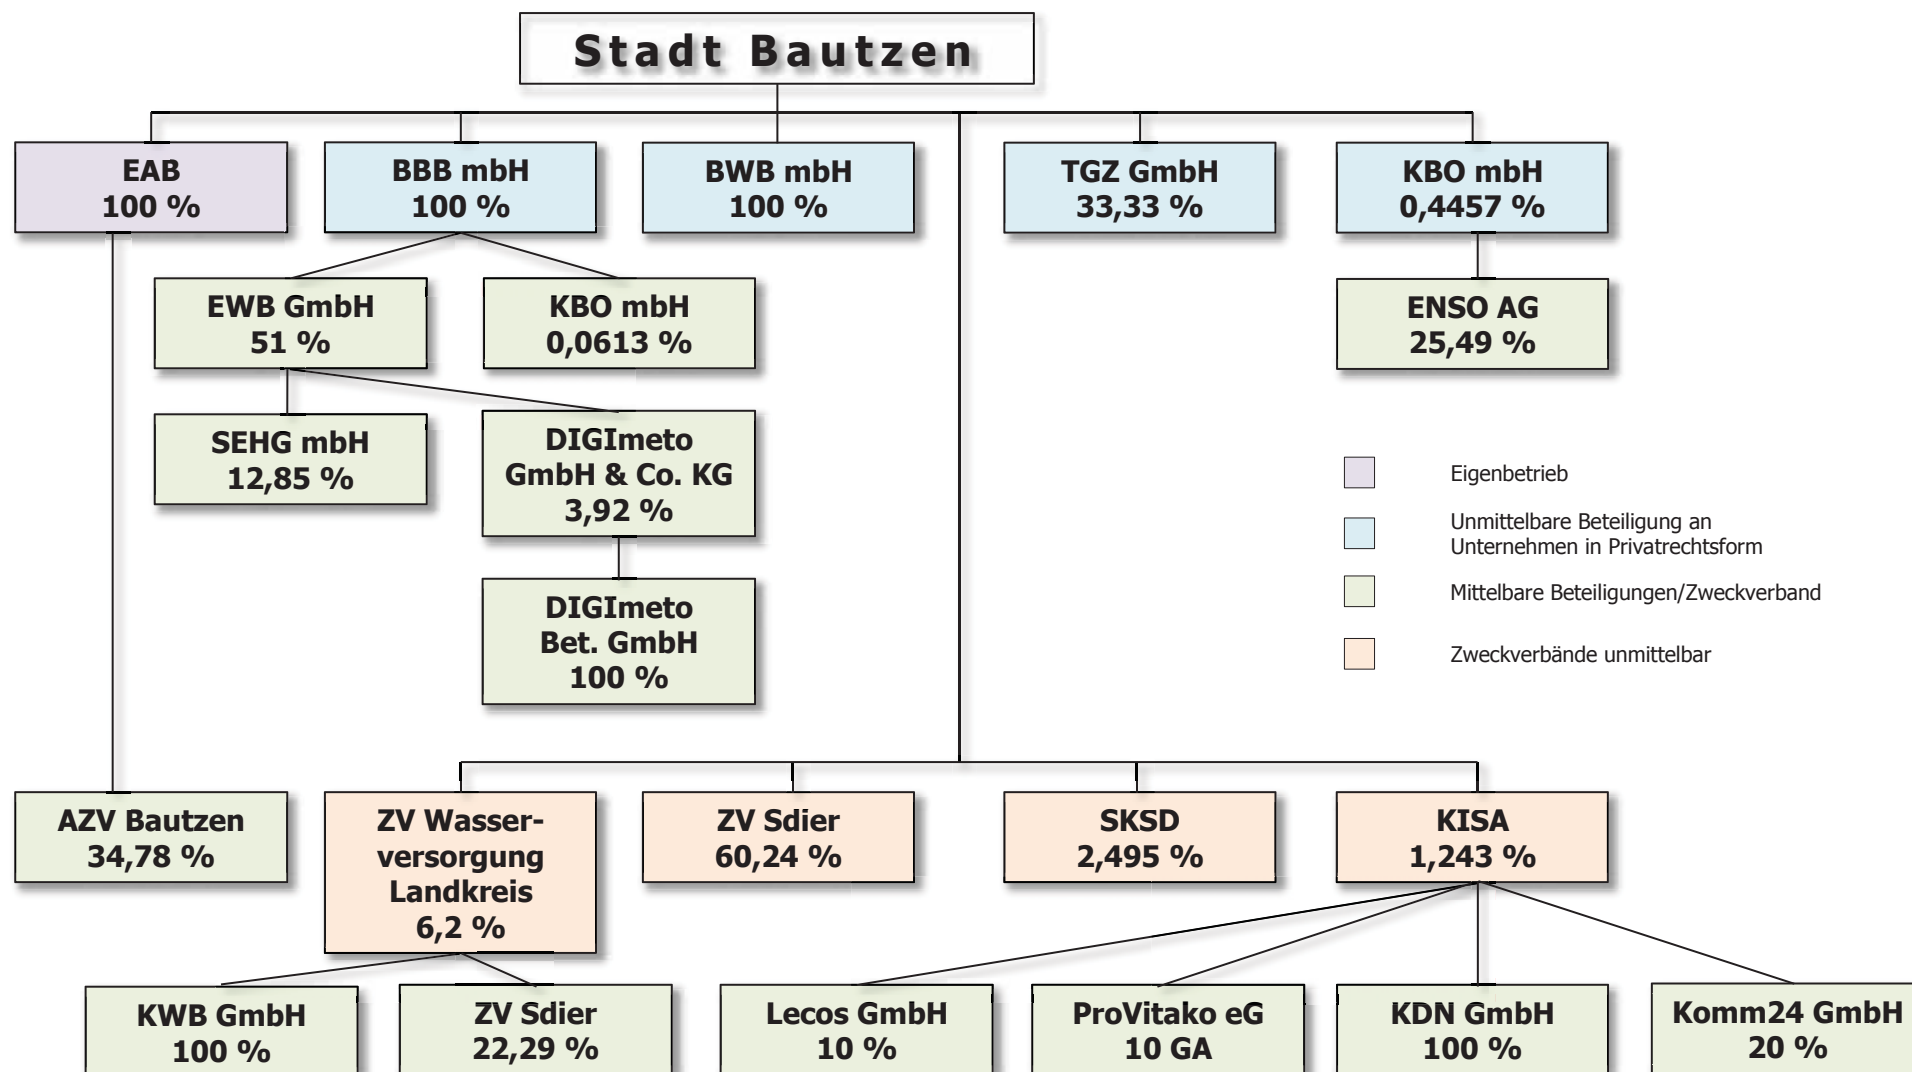 Stadt Bautzen
EAB
100 %
BBB mbH
100 %
BWB mbH
100 %
TGZ GmbH
33,33 %
KBO mbH
0,4457 %
EWB GmbH
51 %
KBO mbH
0,0613 %
ENSO AG
25,49 %
SEHG mbH
12,85 %
DIGImeto
GmbH & Co. KG
3,92 %
DIGImeto
Bet. GmbH
100 %
Eigenbetrieb
Unmittelbare Beteiligung an
Unternehmen in Privatrechtsform
Mittelbare Beteiligungen/Zweckverband
Zweckverbände unmittelbar
AZV Bautzen
34,78 %
ZV Wasser-
versorgung
Landkreis
6,2 %
ZV Sdier
60,24 %
SKSD
2,495 %
KISA
1,243 %
KWB GmbH
100 %
ZV Sdier
22,29 %
Lecos GmbH
10 %
ProVitako eG
10 GA
KDN GmbH
100 %
Komm24 GmbH
20 %